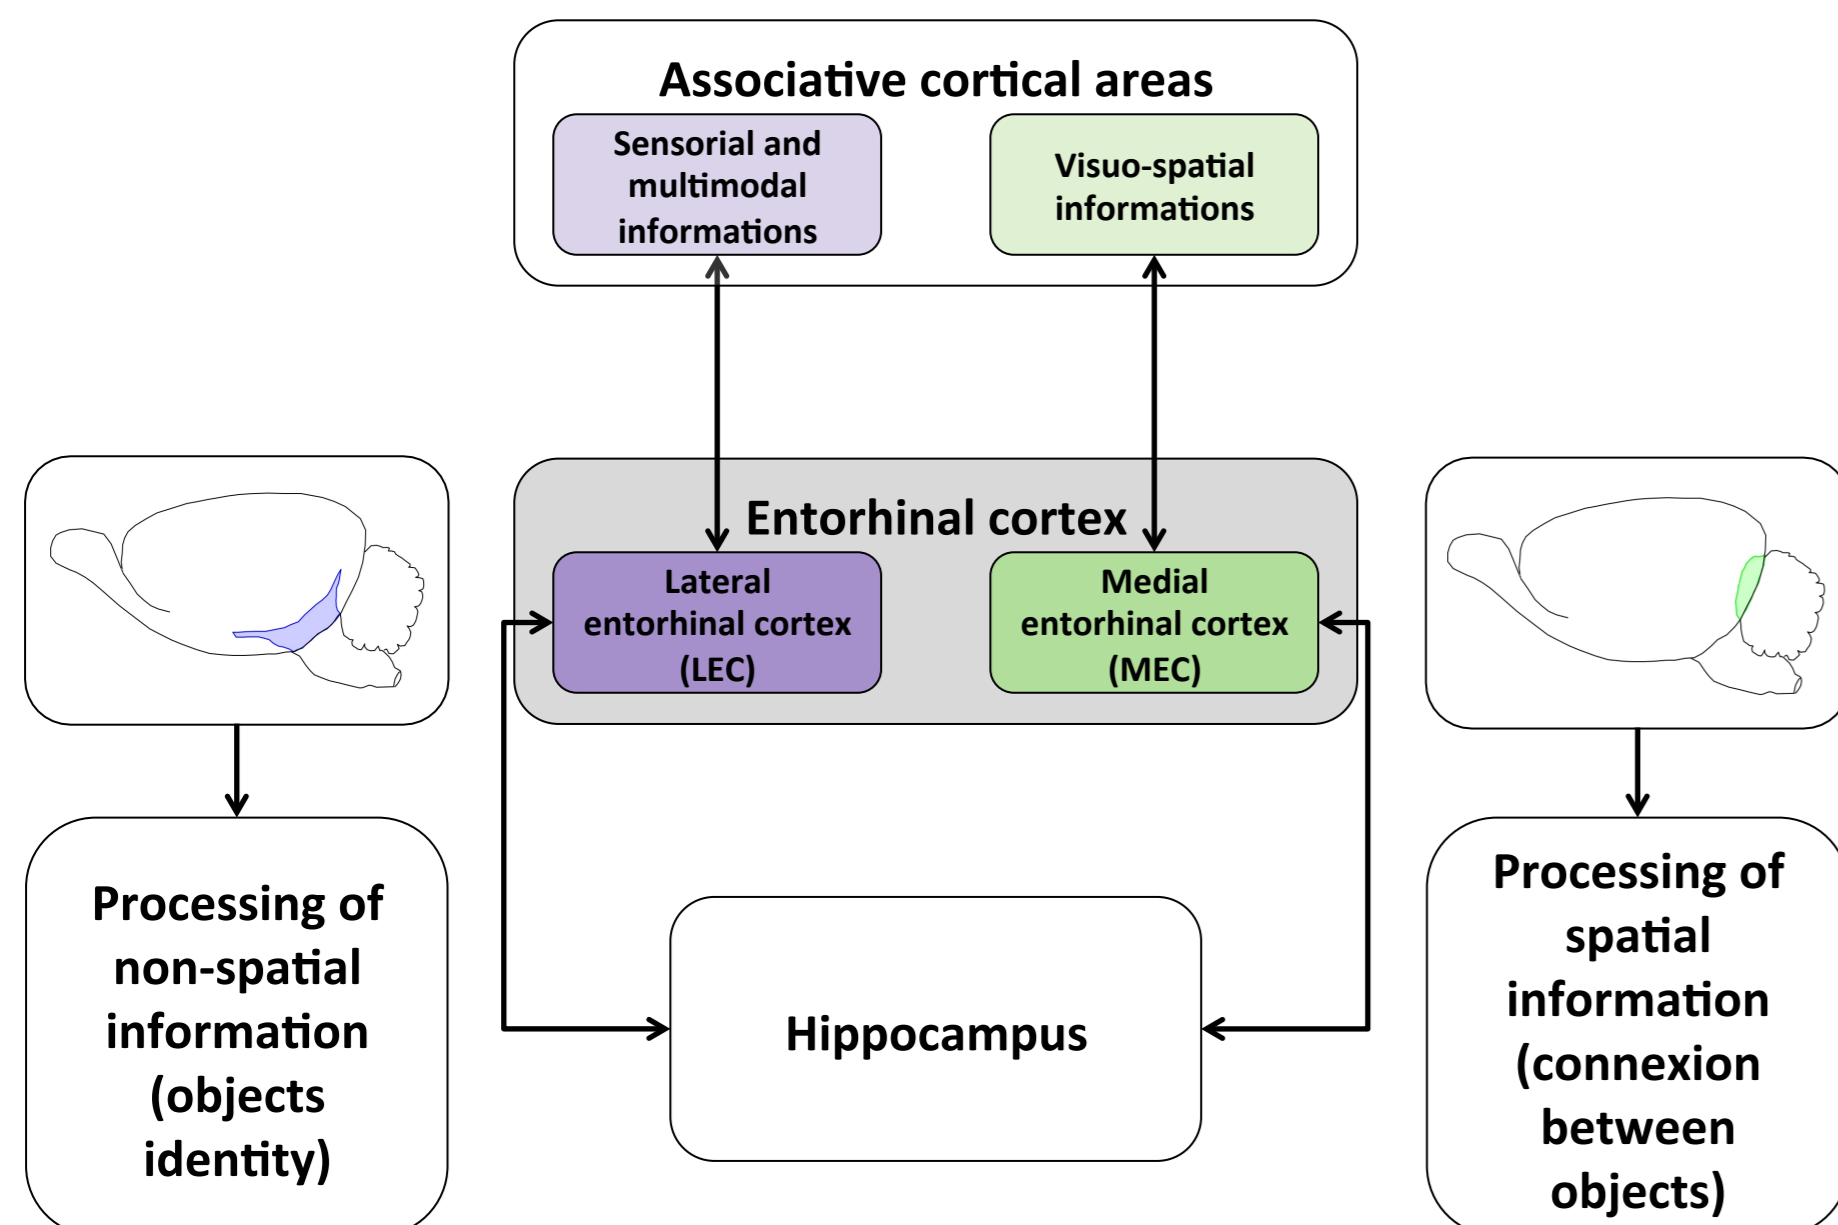 Associative cortical areas
Sensorial and
multimodal
informations
Visuo-spatial
informations
Entorhinal cortex
Lateral
entorhinal cortex
(LEC)
Medial
entorhinal cortex
(MEC)
Processing of
non-spatial
information
(objects
identity)
Hippocampus
Processing of
spatial
information
(connexion
between
objects)